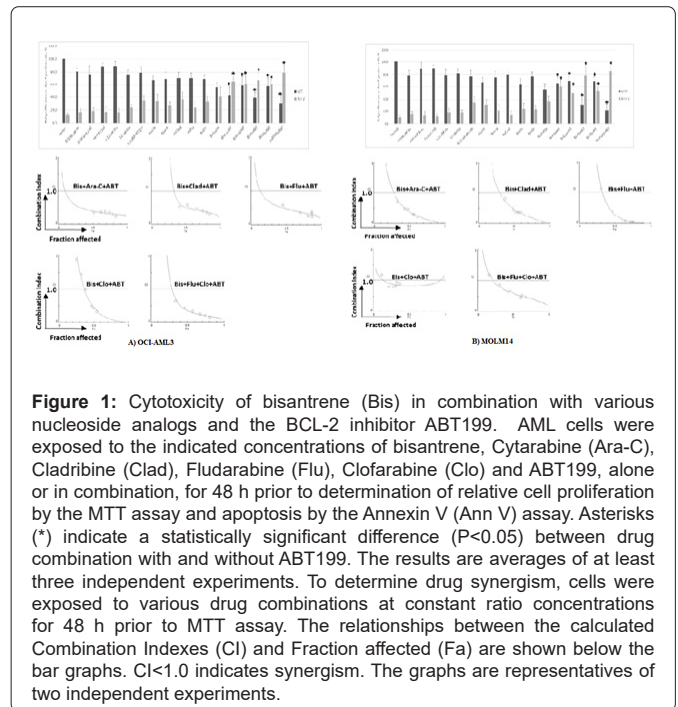 Combination Index
1.0
Bis+Ara-C+ABT
Bis+Clad+ABT
Bis+Flu+ABT
Fraction affected
Combination Index
1.0
Bis+Clo+ABT
Bis+Flu+Clo+ABT
Fraction affected
A) OCI-AML3
Combination Index
1.0
Bis+Ara-C+ABT
Bis+Clad+ABT
Bis+Flu+ABT
Fraction affected
Combination Index
1.0
Bis+Clo+ABT
Bis+Flu+Clo+ABT
Fraction affected
B) MOLM14
Figure 1: Cytotoxicity of bisantrene (Bis) in combination with various
nucleoside analogs and the BCL-2 inhibitor ABT199. AML cells were
exposed to the indicated concentrations of bisantrene, Cytarabine (Ara-C),
Cladribine (Clad), Fludarabine (Flu), Clofarabine (Clo) and ABT199, alone
or in combination, for 48 h prior to determination of relative cell proliferation
by the MTT assay and apoptosis by the Annexin V (Ann V) assay. Asterisks
(*) indicate a statistically significant difference (P<0.05) between drug
combination with and without ABT199. The results are averages of at least
three independent experiments. To determine drug synergism, cells were
exposed to various drug combinations at constant ratio concentrations
for 48 h prior to MTT assay. The relationships between the calculated
Combination Indexes (CI) and Fraction affected (Fa) are shown below the
bar graphs. CI<1.0 indicates synergism. The graphs are representatives of
two independent experiments.